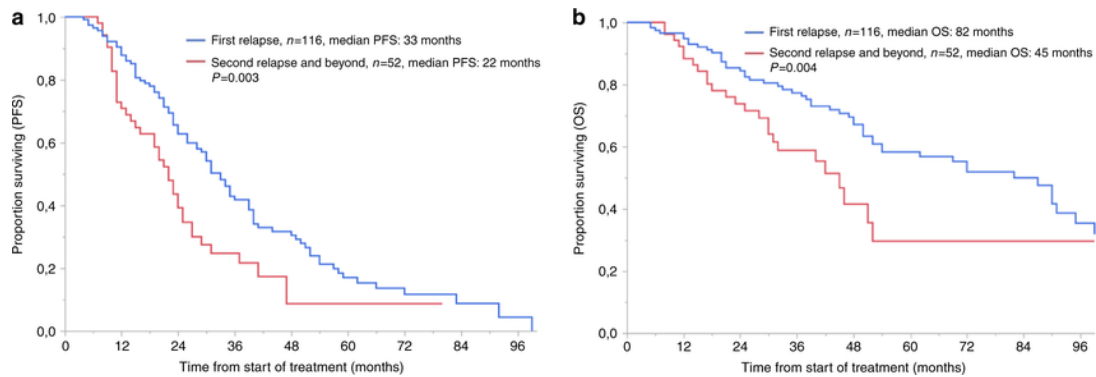 a
First relapse, n=116, median PFS: 33 months
Second relapse and beyond, n=52, median PFS: 22 months
P=0.003
Proportion surviving (PFS)
1,0
0,8
0,6
0,4
0,2
0,0
0 12 24 36 48 60 72 84 96
Time from start of treatment (months)
b
First relapse, n=116, median OS: 82 months
Second relapse and beyond, n=52, median OS: 45 months
P=0.004
Proportion surviving (OS)
1,0
0,8
0,6
0,4
0,2
0,0
0 12 24 36 48 60 72 84 96
Time from start of treatment (months)